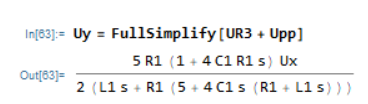 In[63]:= Uy = FullSimplify[UR3 + Upp]
5 R1 (1 + 4 C1 R1 s) Ux
Out[63]= 2 (L1 s + R1 (5 + 4 C1 s (R1 + L1 s)))